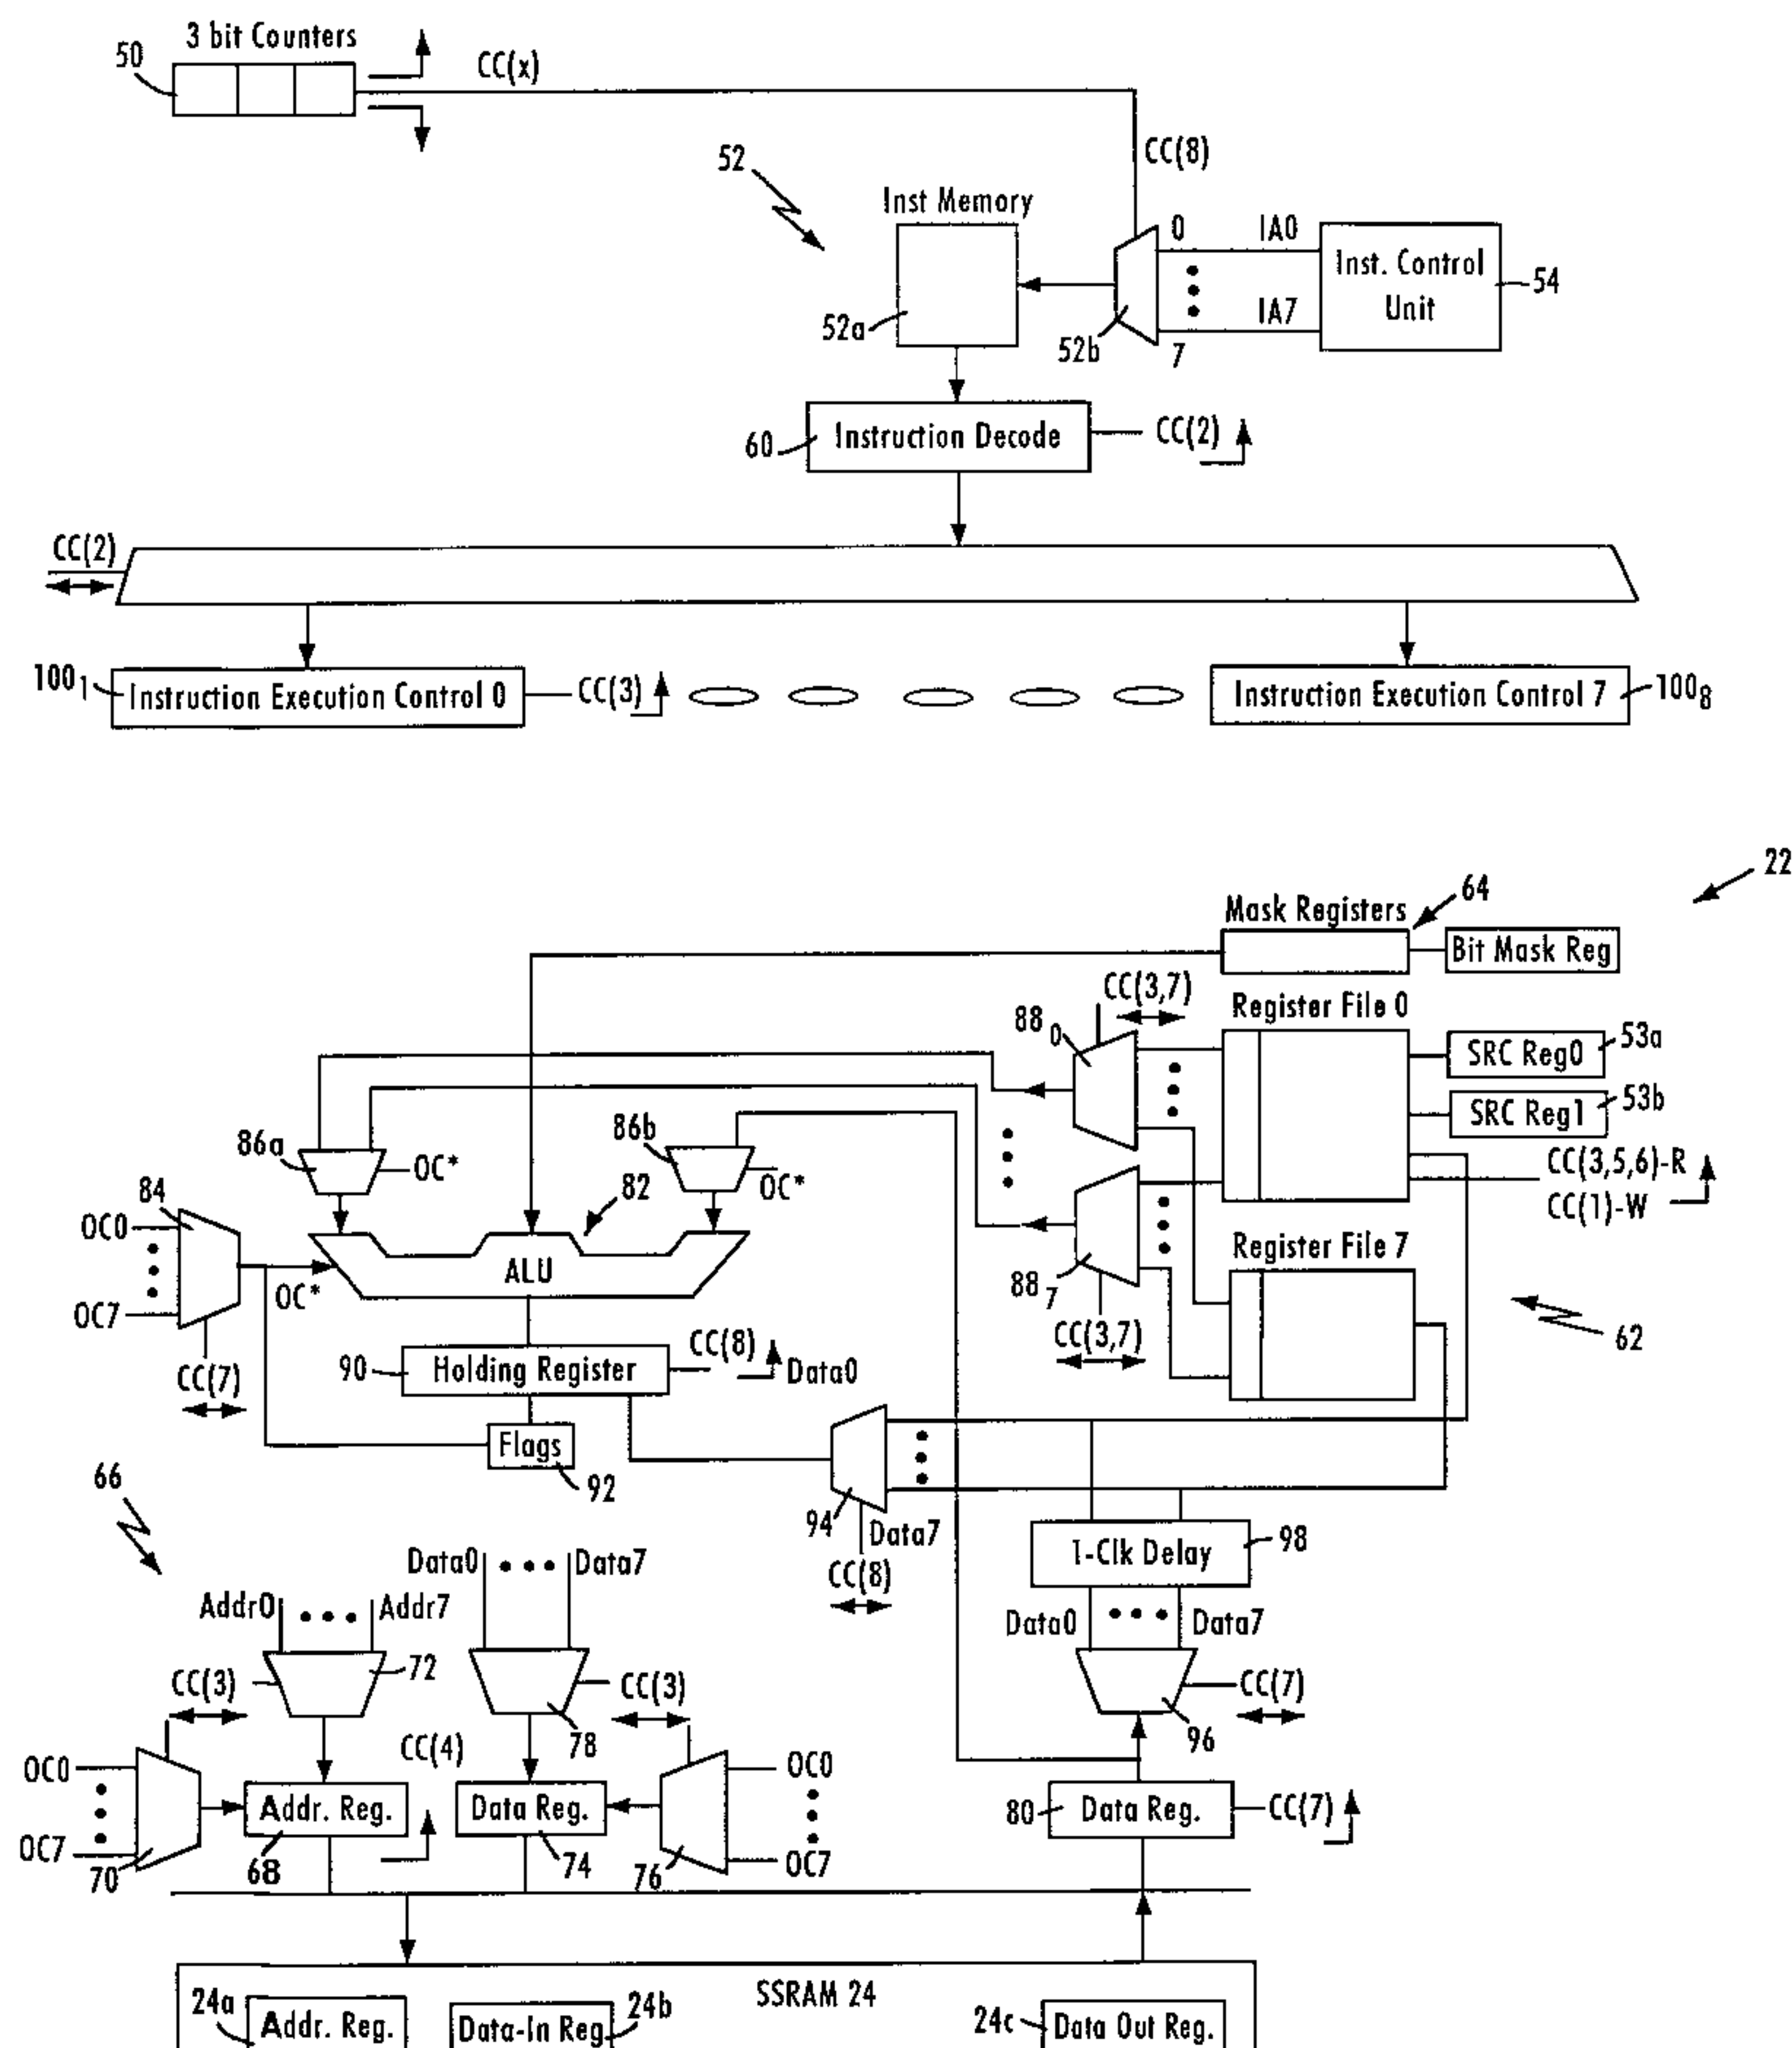 3 bit Counters
50
CC(x)
CC(8)
52
Inst Memory
0
IA0
Inst. Control
Unit
54
52a
52b
IA7
7
60
Instruction Decode
CC(2)
CC(2)
100 1
Instruction Execution Control 0
CC(3)
Instruction Execution Control 7
100 8
22
64
Mask Registers
Bit Mask Reg
CC(3,7)
Register File 0
88 0
SRC Reg0
53a
SRC Reg1
53b
86a
OC*
86b
OC*
CC(3,5,6)-R
CC(1)-W
84
82
OC0
ALU
OC*
OC7
Register File 7
88 7
CC(3,7)
62
CC(7)
90
Holding Register
CC(8)
Data0
Flags
92
66
94
Data7
CC(8)
1-Clk Delay
98
Data0
Data7
Addr0
Addr7
Data0
Data7
72
CC(3)
78
CC(3)
CC(7)
96
CC(4)
OC0
Addr. Reg.
Data Reg.
OC0
80
Data Reg.
CC(7)
OC7
70
68
74
76
OC7
SSRAM 24
24a
Addr. Reg.
Data-In Reg
24b
24c
Data Out Reg.